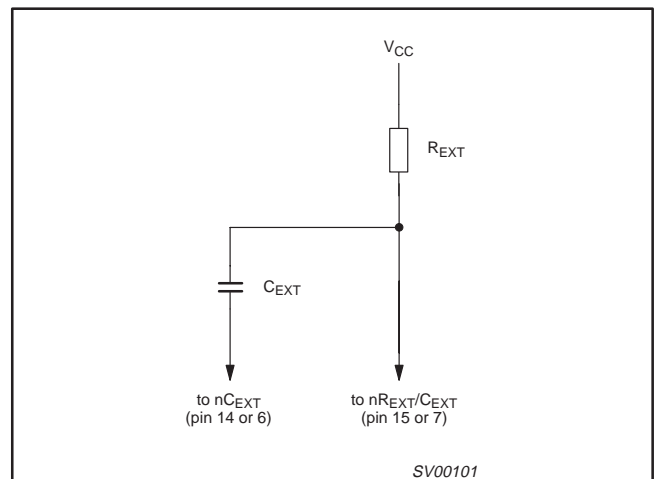 VCC
REXT
CEXT
to nCEXT
(pin 14 or 6)
to nREXT/CEXT
(pin 15 or 7)
SV00101